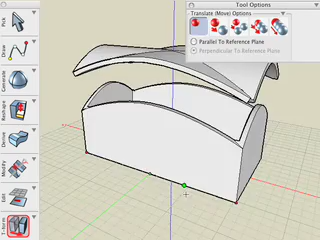 Tool Options
Translate (Move) Options
Parallel To Reference Plane
Perpendicular To Reference Plane
Pick
Draw
Generate
Reshape
Derive
Modify
Edit
T-form